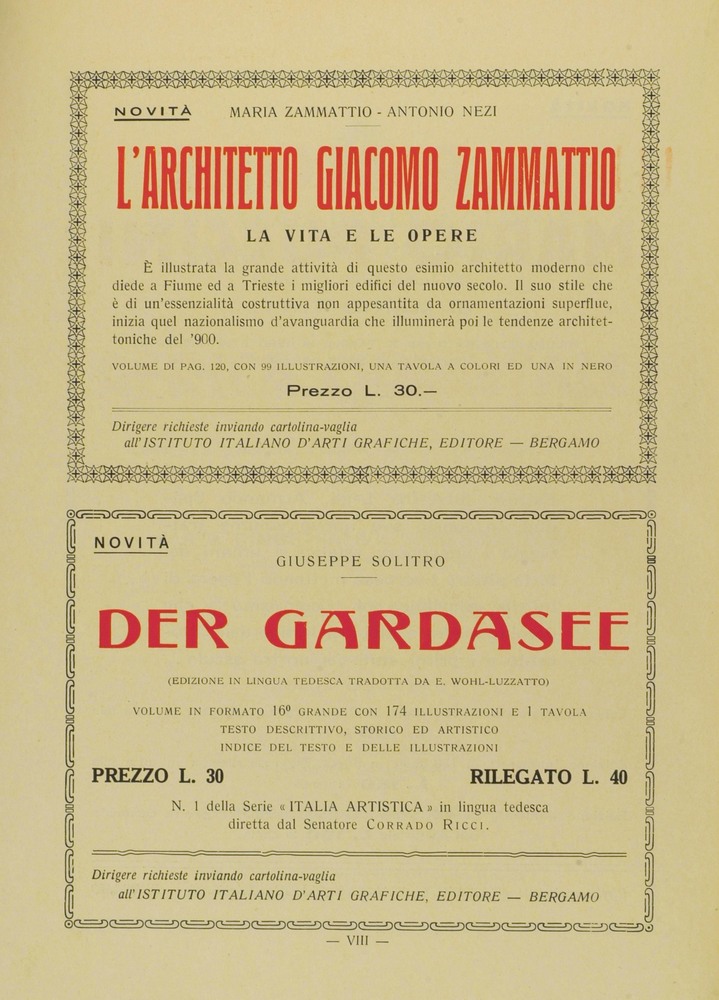 NOVITÀ MARIA ZAMMATTIO - ANTONIO NEZI
L'ARCHITETTO GIACOMO ZAMMATTIO
LA VITA E LE OPERE
È illustrata la grande attività di questo esimio architetto moderno che
diede a Fiume ed a Trieste i migliori edifici del nuovo secolo. Il suo stile che
è di un'essenzialità costruttiva non appesantita da ornamentazioni superflue,
inizia quel nazionalismo d'avanguardia che illuminerà poi le tendenze architet-
toniche del '900.
VOLUME DI PAG. 120, CON 99 ILLUSTRAZIONI, UNA TAVOLA A COLORI ED UNA IN NERO
Prezzo L. 30.—
Dirigere richieste inviando cartolina-vaglia
all'ISTITUTO ITALIANO D'ARTI GRAFICHE, EDITORE — BERGAMO
NOVITÀ
GIUSEPPE SOLITRO
DER GARDASEE
(EDIZIONE IN LINGUA TEDESCA TRADOTTA DA E. WOHL-LUZZATTO)
VOLUME IN FORMATO 16º GRANDE CON 174 ILLUSTRAZIONI E 1 TAVOLA
TESTO DESCRITTIVO, STORICO ED ARTISTICO
INDICE DEL TESTO E DELLE ILLUSTRAZIONI
PREZZO L. 30 RILEGATO L. 40
N. 1 della Serie « ITALIA ARTISTICA » in lingua tedesca
diretta dal Senatore CORRADO RICCI.
Dirigere richieste inviando cartolina-vaglia
all'ISTITUTO ITALIANO D'ARTI GRAFICHE, EDITORE — BERGAMO
— VIII —